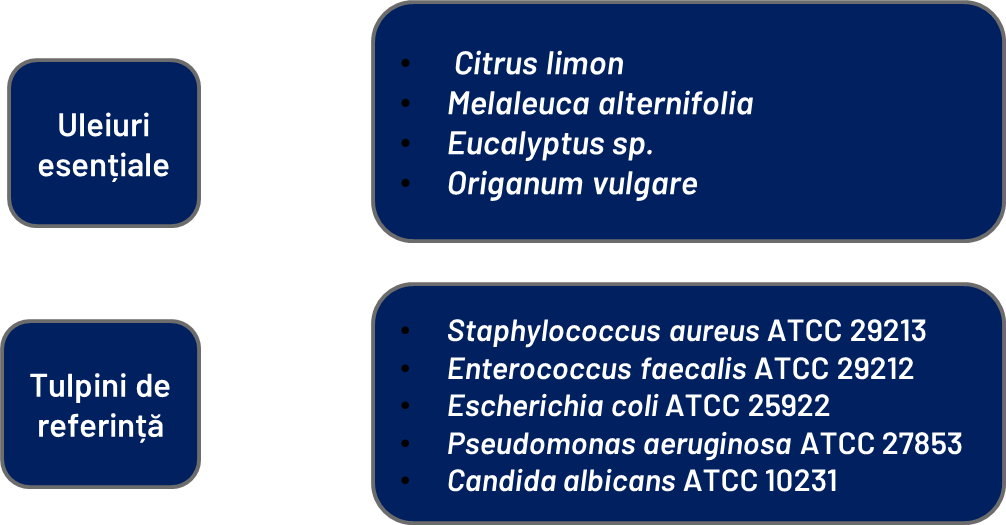 Uleiuri
esențiale
• Citrus limon
• Melaleuca alternifolia
• Eucalyptus sp.
• Origanum vulgare
Tulpini de
referință
• Staphylococcus aureus ATCC 29213
• Enterococcus faecalis ATCC 29212
• Escherichia coli ATCC 25922
• Pseudomonas aeruginosa ATCC 27853
• Candida albicans ATCC 10231